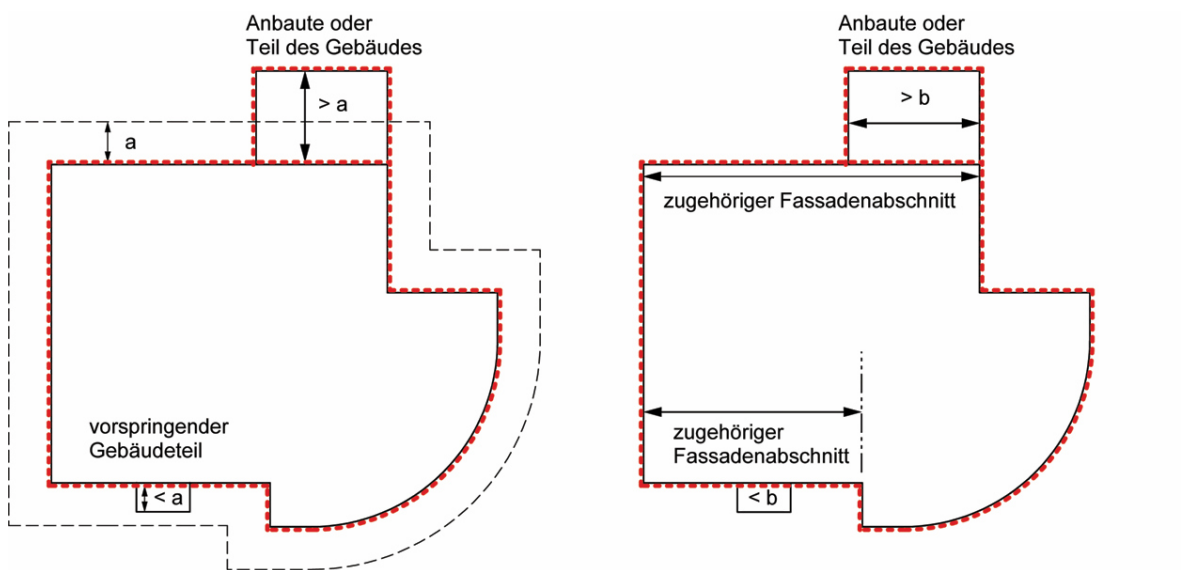 Anbaute oder
Teil des Gebäudes
> a
a
vorspringender
Gebäudeteil
< a
Anbaute oder
Teil des Gebäudes
> b
zugehöriger Fassadenabschnitt
zugehöriger
Fassadenabschnitt
< b